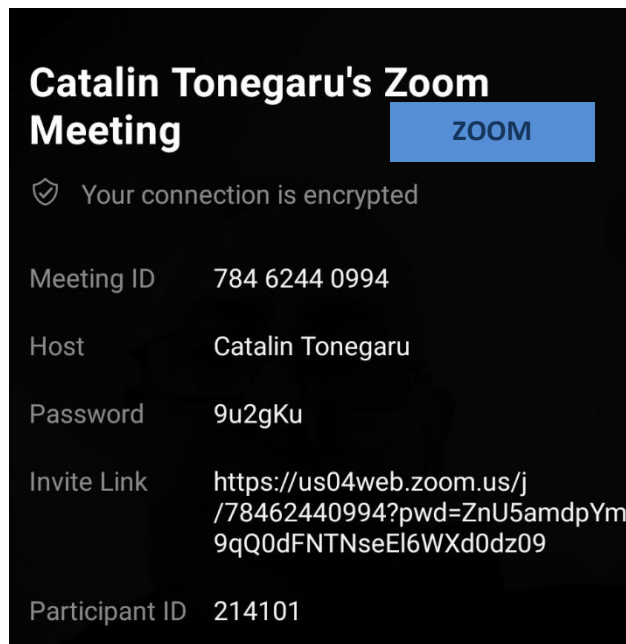 Catalin Tonegaru's Zoom
Meeting
ZOOM
Your connection is encrypted
Meeting ID 784 6244 0994
Host Catalin Tonegaru
Password 9u2gKu
Invite Link https://us04web.zoom.us/j
/78462440994?pwd=ZnU5amdpYm
9qQ0dFNTNseEl6WXd0dz09
Participant ID 214101